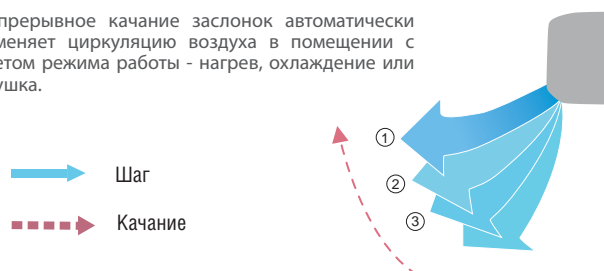 прерывное качание заслонок автоматически
меняет циркуляцию воздуха в помещении с
етом режима работы - нагрев, охлаждение или
ушка.
1
Шаг
2
3
Качание